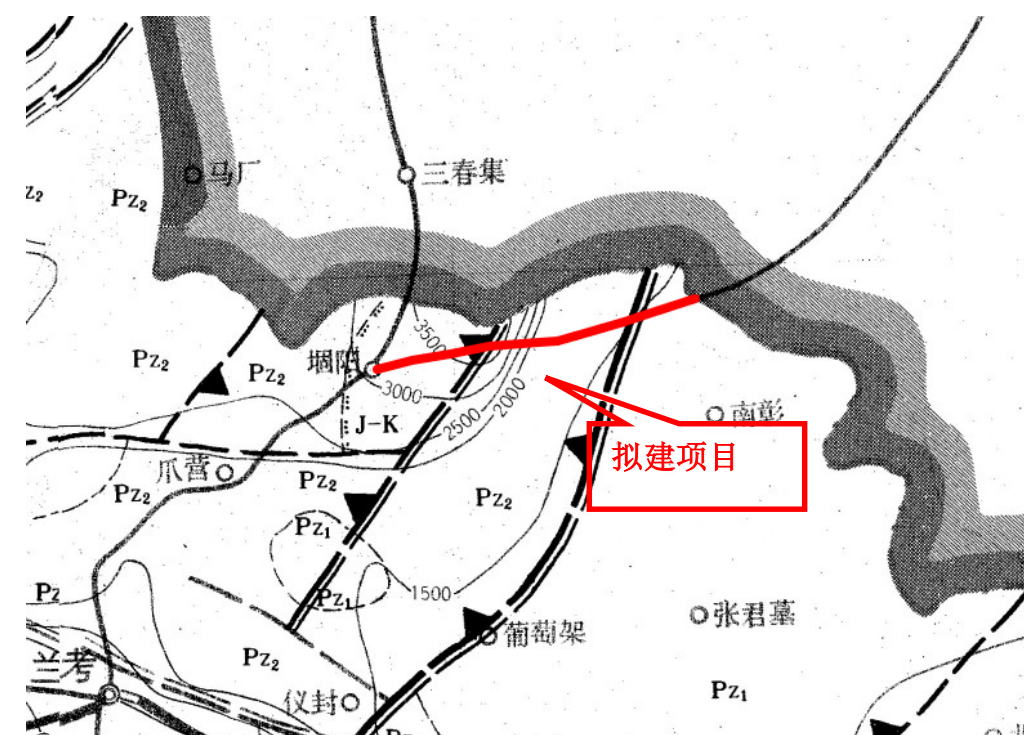 马厂
三春集
z₂
Pz₂
3500
堌阳
Pz₂
Pz₂
3000
2000
J-K
2500
南彰
拟建项目
爪营
Pz₂
Pz₂
Pz₂
Pz₁
Pz
Pz₁
1500
张君墓
葡萄架
兰考
Pz₂
仪封
Pz₁